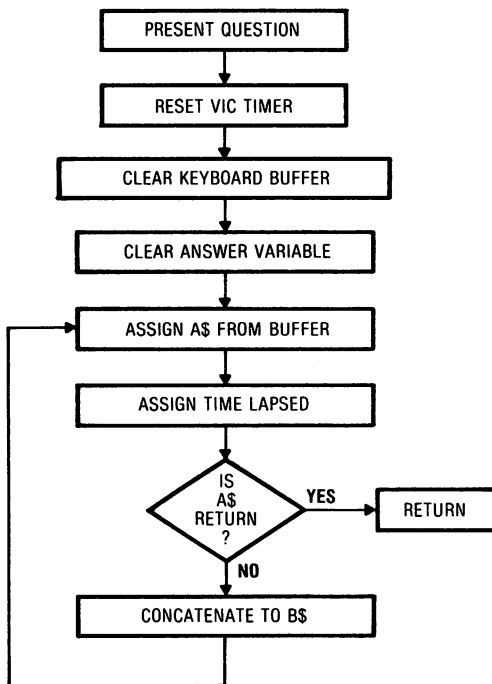 PRESENT QUESTION
RESET VIC TIMER
CLEAR KEYBOARD BUFFER
CLEAR ANSWER VARIABLE
ASSIGN A$ FROM BUFFER
ASSIGN TIME LAPSED
IS
A$
RETURN
?
YES
RETURN
NO
CONCATENATE TO B$